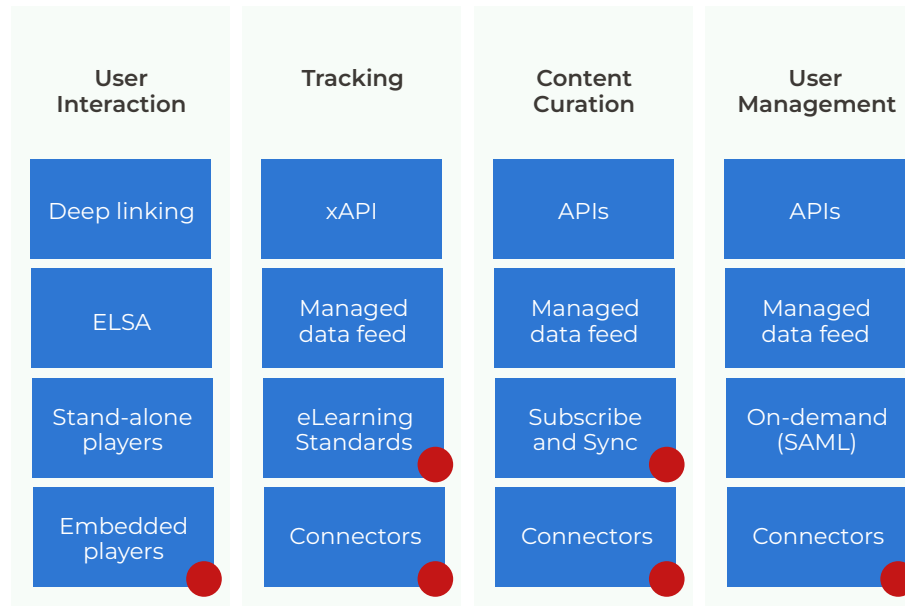 User
Interaction
Deep linking
ELSA
Stand-alone
players
Embedded
players
Tracking
xAPI
Managed
data feed
eLearning
Standards
Connectors
Content
Curation
APIs
Managed
data feed
Subscribe
and Sync
Connectors
User
Management
APIs
Managed
data feed
On-demand
(SAML)
Connectors